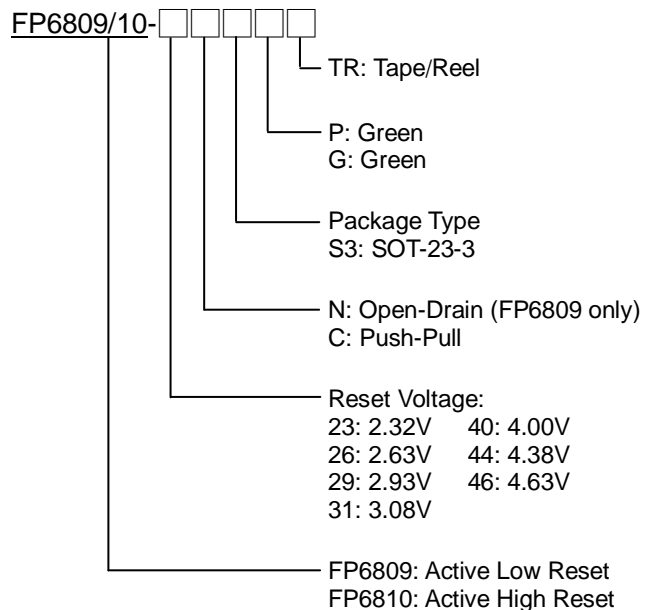 FP6809/10-
TR: Tape/Reel
P: Green
G: Green
Package Type
S3: SOT-23-3
N: Open-Drain (FP6809 only)
C: Push-Pull
Reset Voltage:
23: 2.32V 40: 4.00V
26: 2.63V 44: 4.38V
29: 2.93V 46: 4.63V
31: 3.08V
FP6809: Active Low Reset
FP6810: Active High Reset